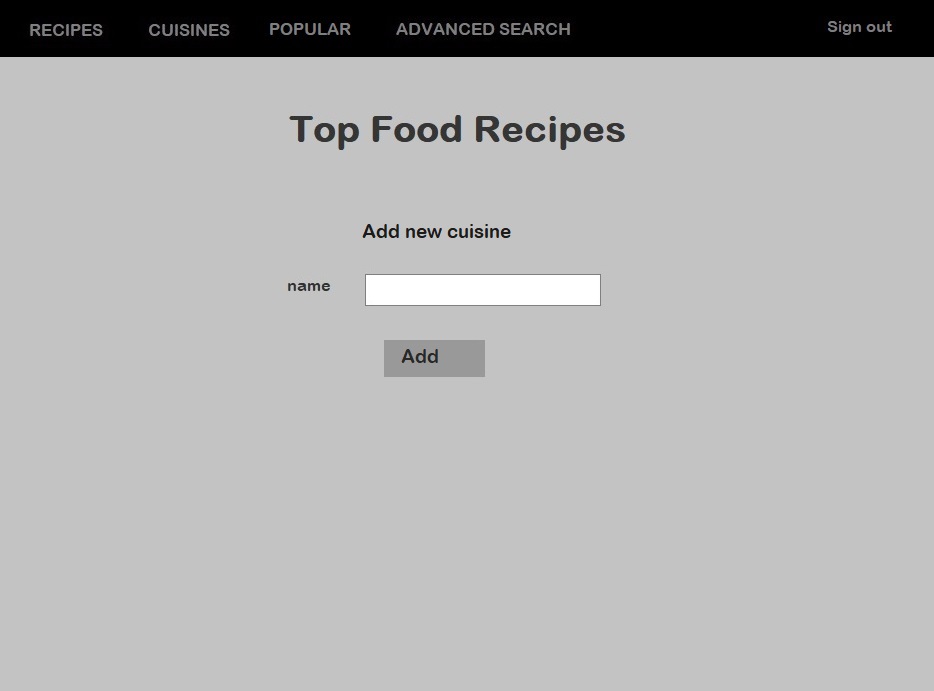 RECIPES CUISINES POPULAR ADVANCED SEARCH Sign out
Top Food Recipes
Add new cuisine
name
Add